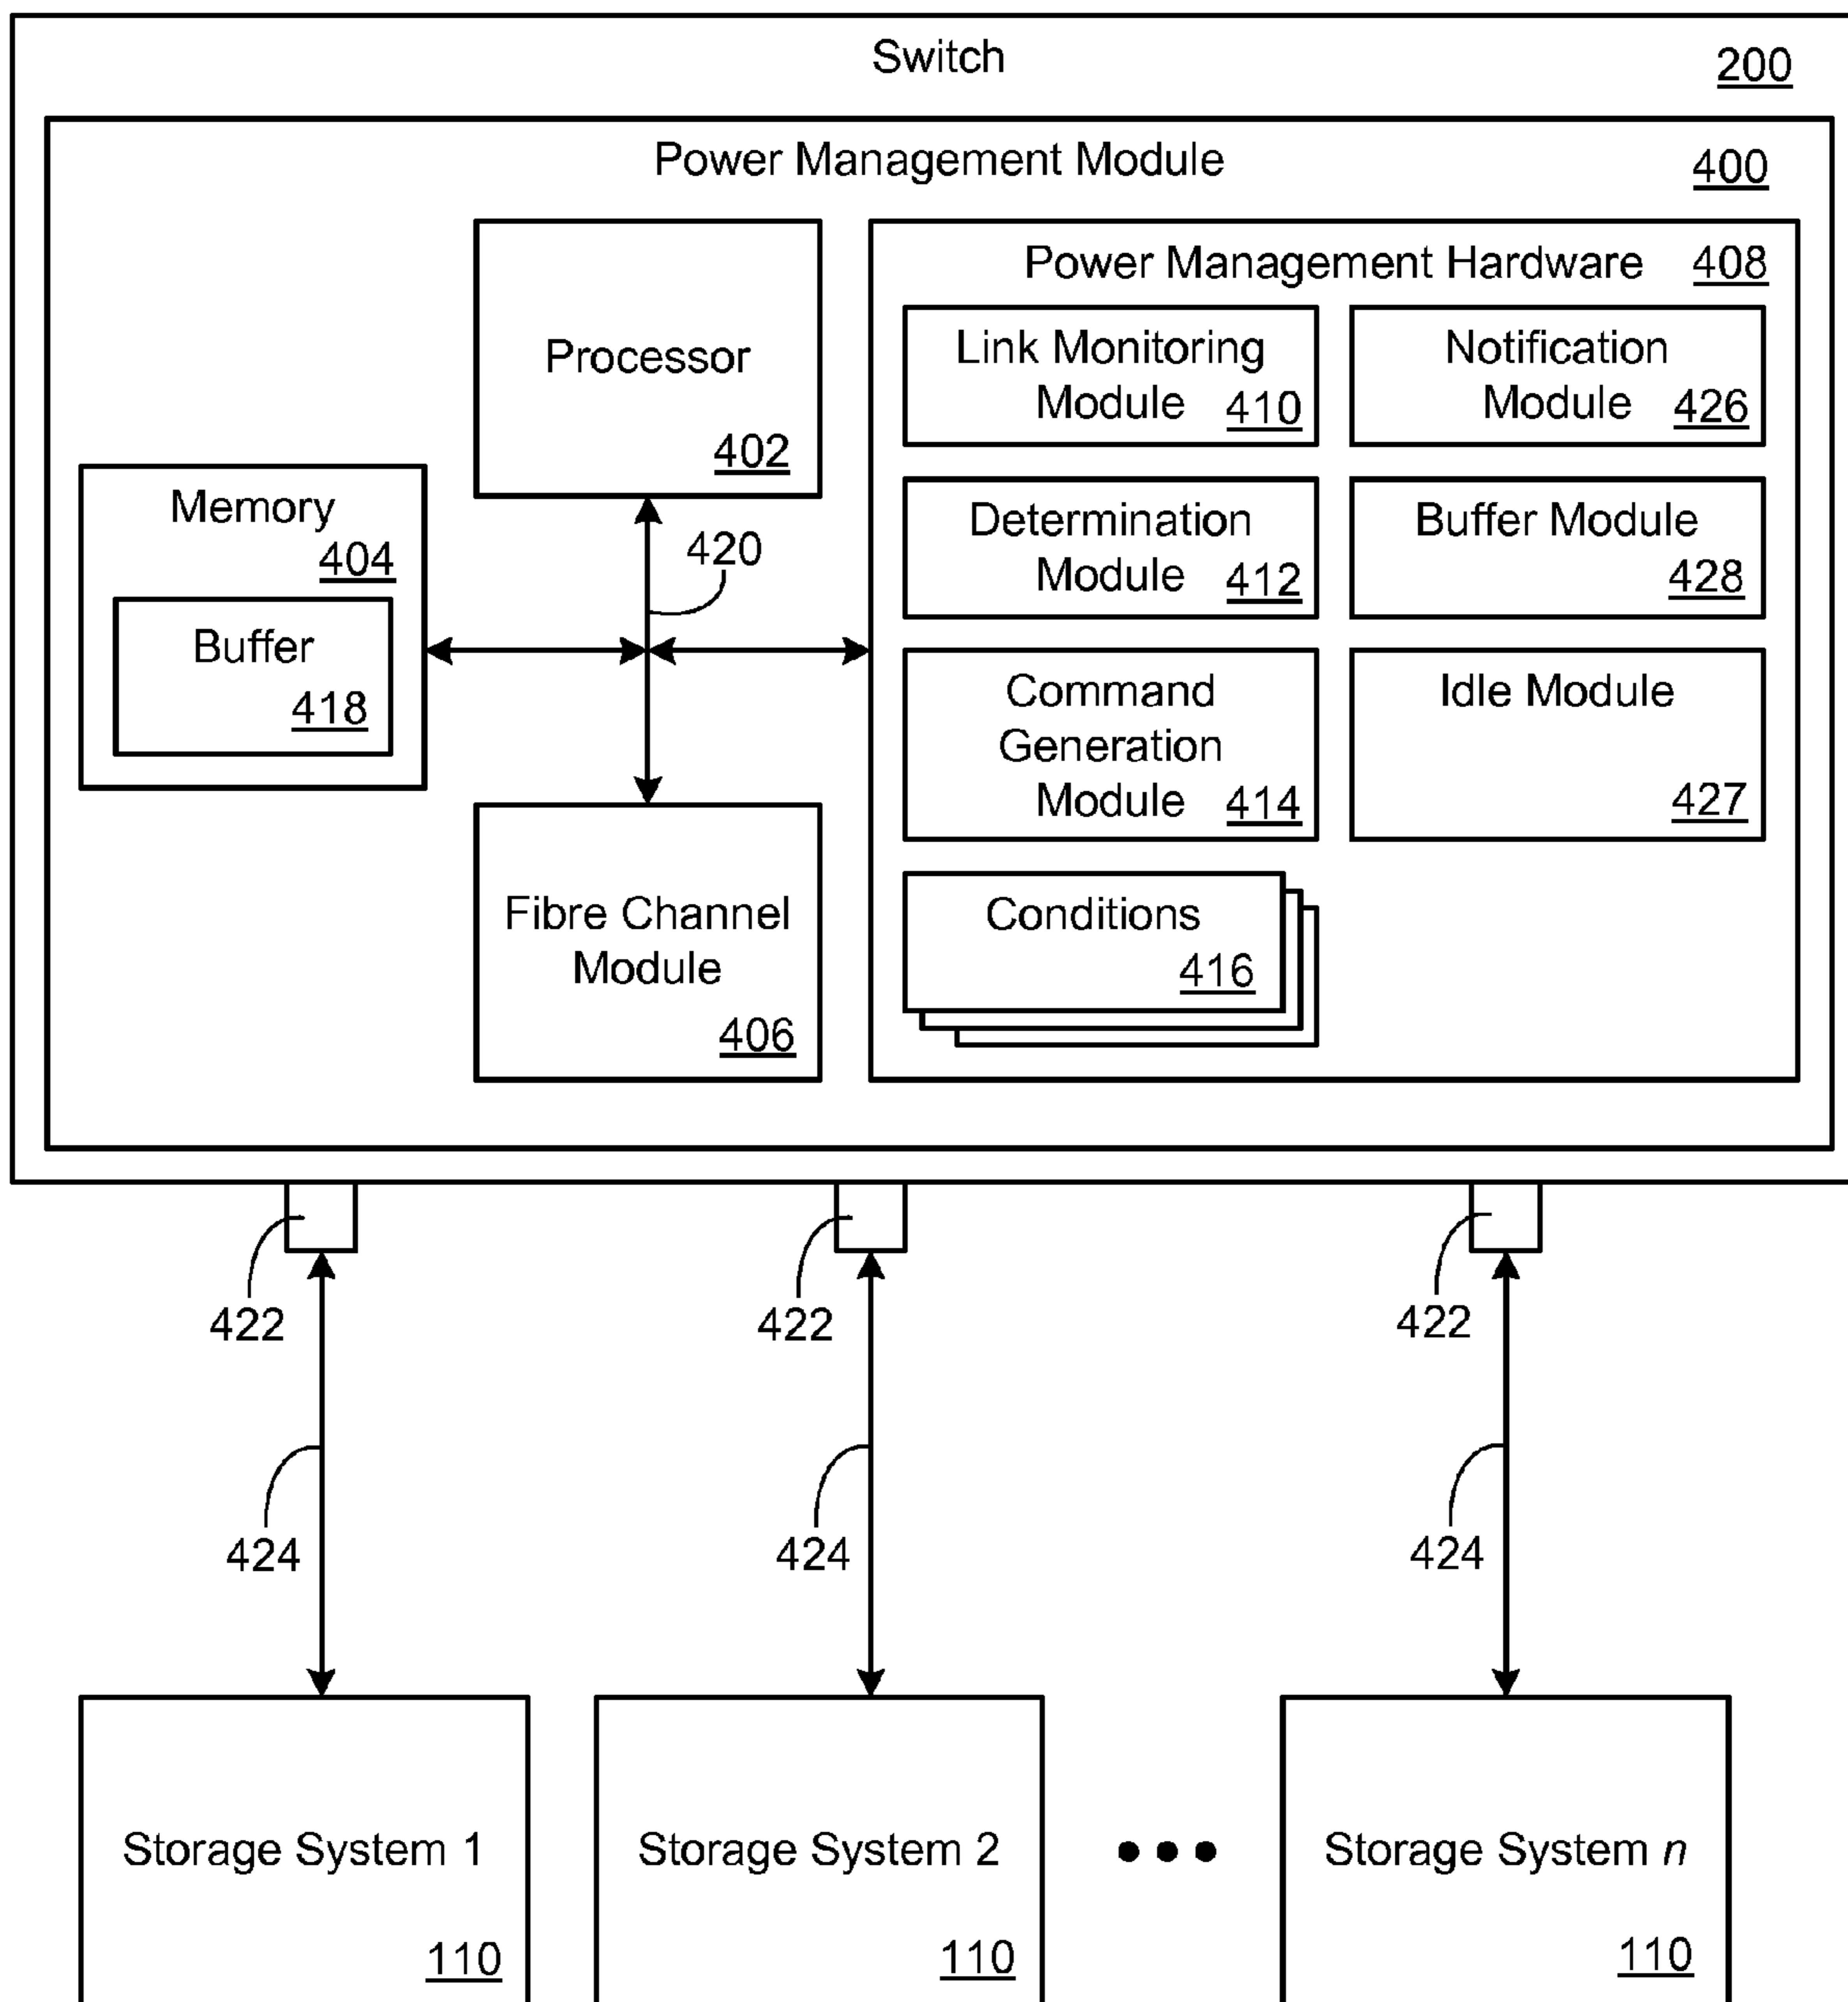 Switch
200
Power Management Module
400
Processor
402
Memory
404
Buffer
418
420
Fibre Channel
Module
406
Power Management Hardware
408
Link Monitoring
Module
410
Notification
Module
426
Determination
Module
412
Buffer Module
428
Command
Generation
Module
414
Idle Module
427
Conditions
416
422
422
422
424
424
424
Storage System 1
110
Storage System 2
110
Storage System n
110